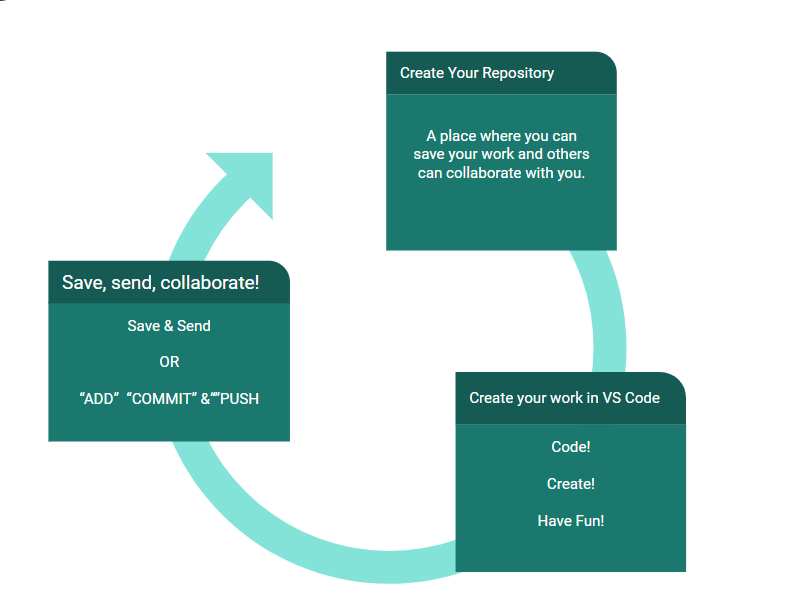 Create Your Repository
A place where you can
save your work and others
can collaborate with you.
Save, send, collaborate!
Save & Send
OR
“ADD”  “COMMIT” &“”PUSH
Create your work in VS Code
Code!
Create!
Have Fun!